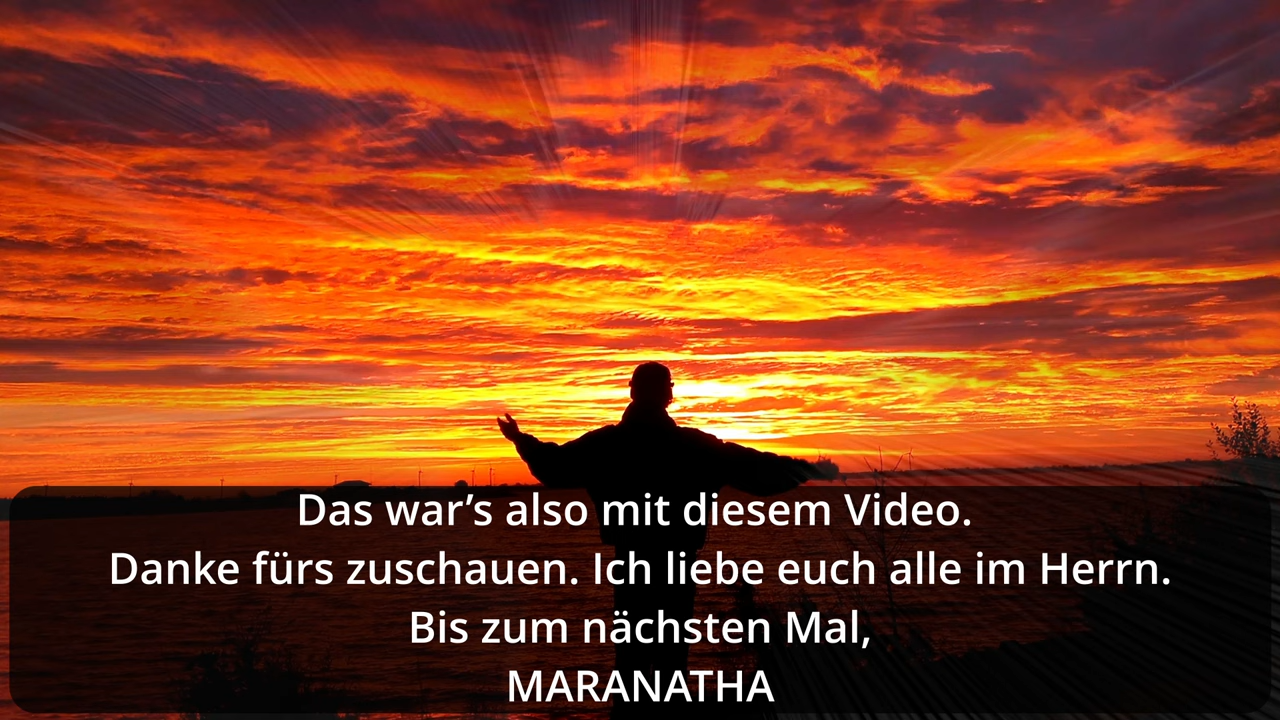 Das war’s also mit diesem Video.
Danke fürs zuschauen. Ich liebe euch alle im Herrn.
Bis zum nächsten Mal,
MARANATHA